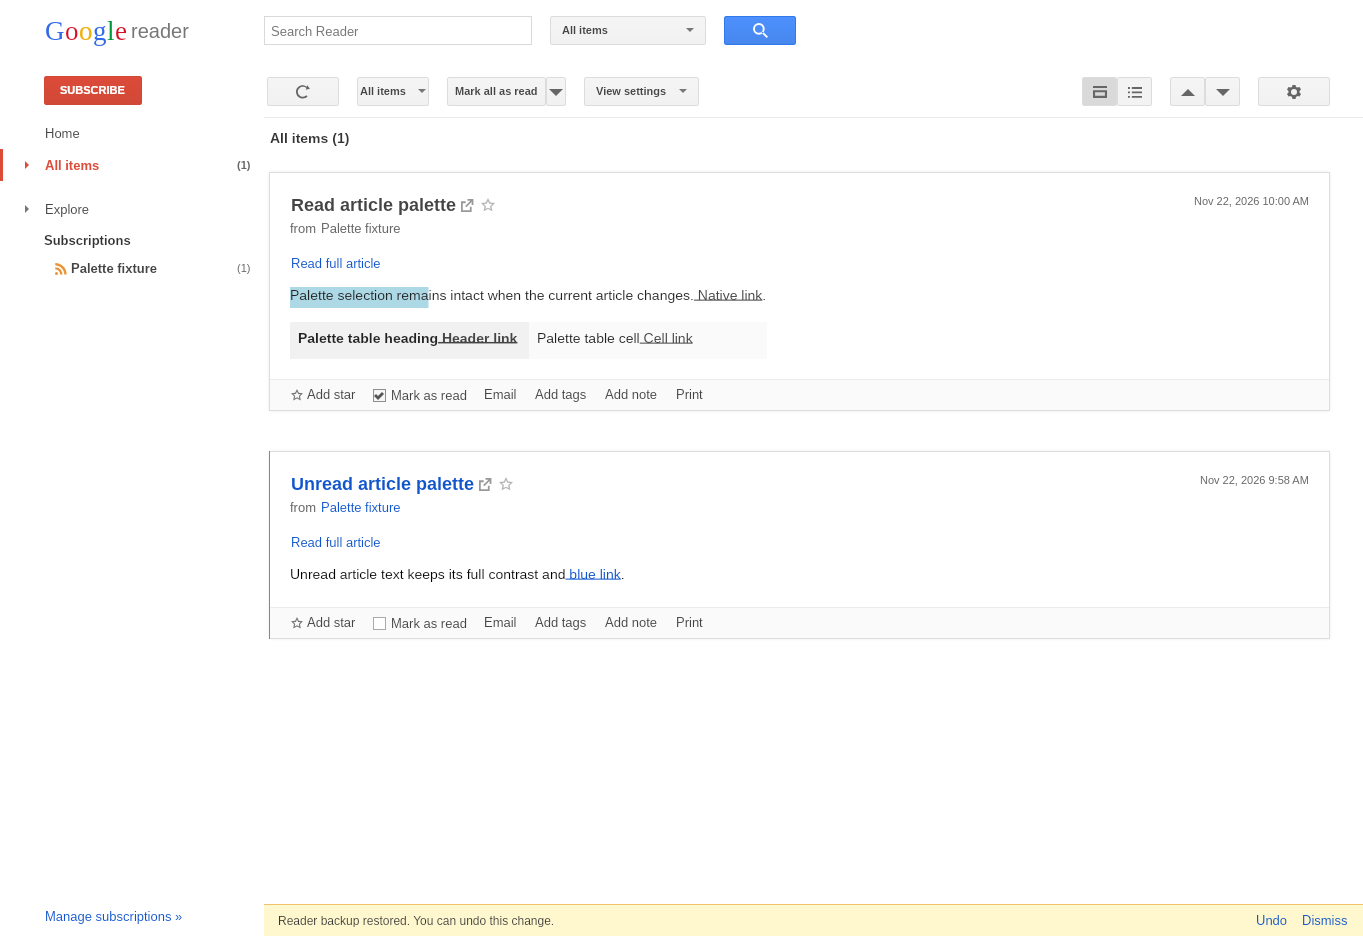 Google reader
Search Reader
All items
SUBSCRIBE
All items
Mark all as read
View settings
Home
All items (1)
All items (1)
Explore
Subscriptions
Palette fixture (1)
Read article palette
Nov 22, 2026 10:00 AM
from Palette fixture
Read full article
Palette selection remains intact when the current article changes. Native link.
Palette table heading Header link Palette table cell Cell link
Add star Mark as read Email Add tags Add note Print
Unread article palette
Nov 22, 2026 9:58 AM
from Palette fixture
Read full article
Unread article text keeps its full contrast and blue link.
Add star Mark as read Email Add tags Add note Print
Manage subscriptions »
Reader backup restored. You can undo this change.
Undo Dismiss